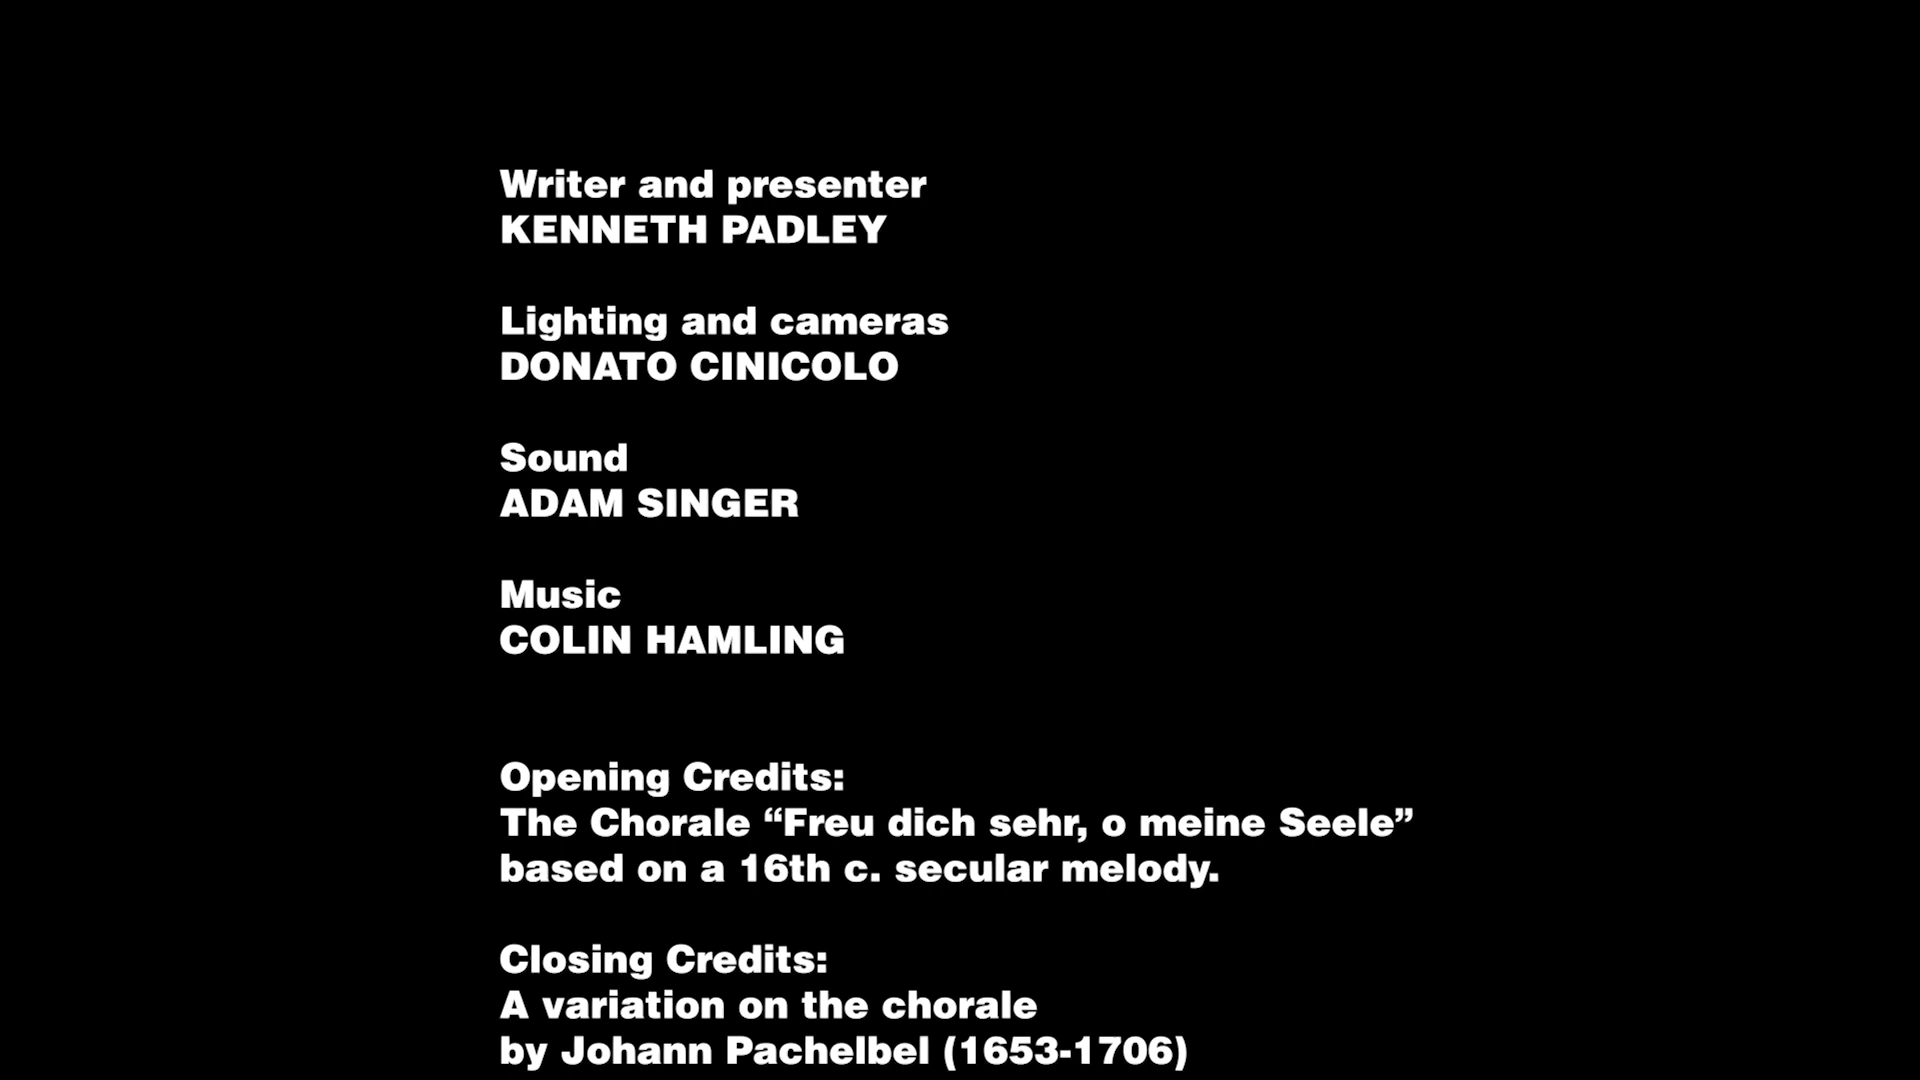 Writer and presenter
KENNETH PADLEY
Lighting and cameras
DONATO CINICOLO
Sound
ADAM SINGER
Music
COLIN HAMLING
Opening Credits:
The Chorale “Freu dich sehr, o meine Seele”
based on a 16th c. secular melody.
Closing Credits:
A variation on the chorale
by Johann Pachelbel (1653-1706)